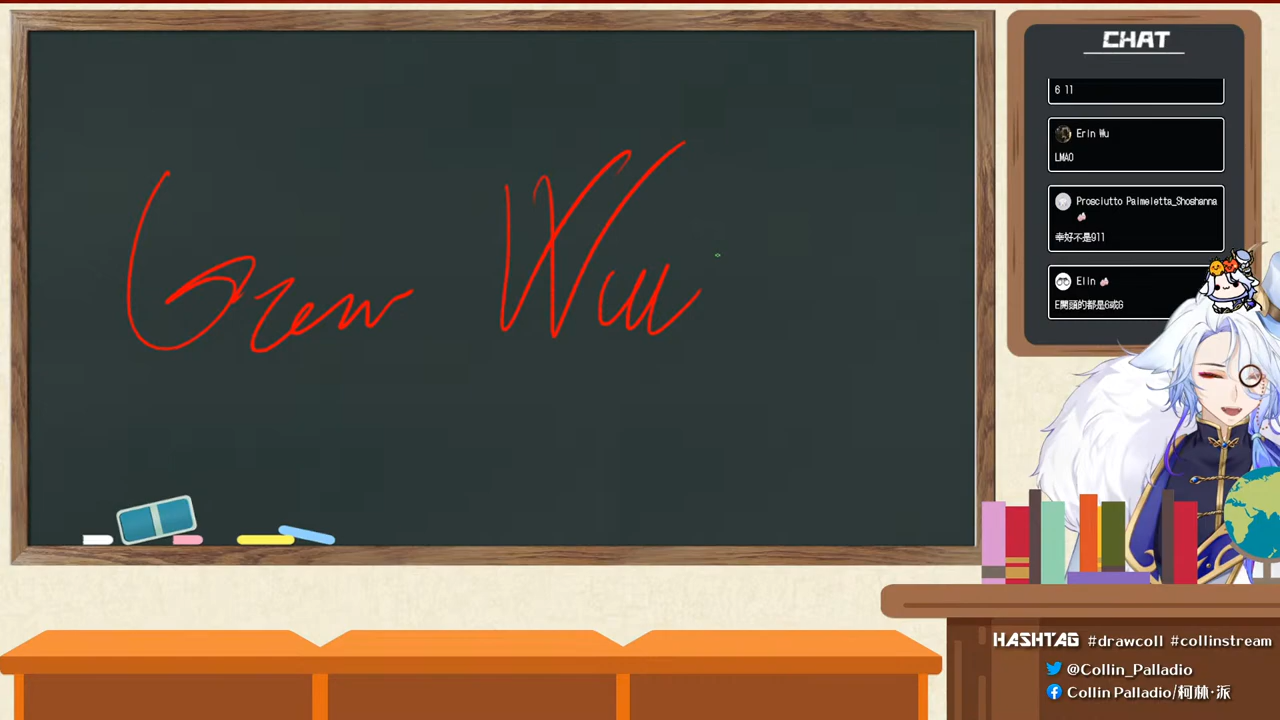 Grew Wu
CHAT
6 11
Erin Wu
LMAO
Prosciutto Palmeletta_Shoshanna
幸好不是911
Elin
E開頭的都是6或G
HASHTAG #drawcoll #collinstream
@Collin_Palladio
Collin Palladio/柯林·派